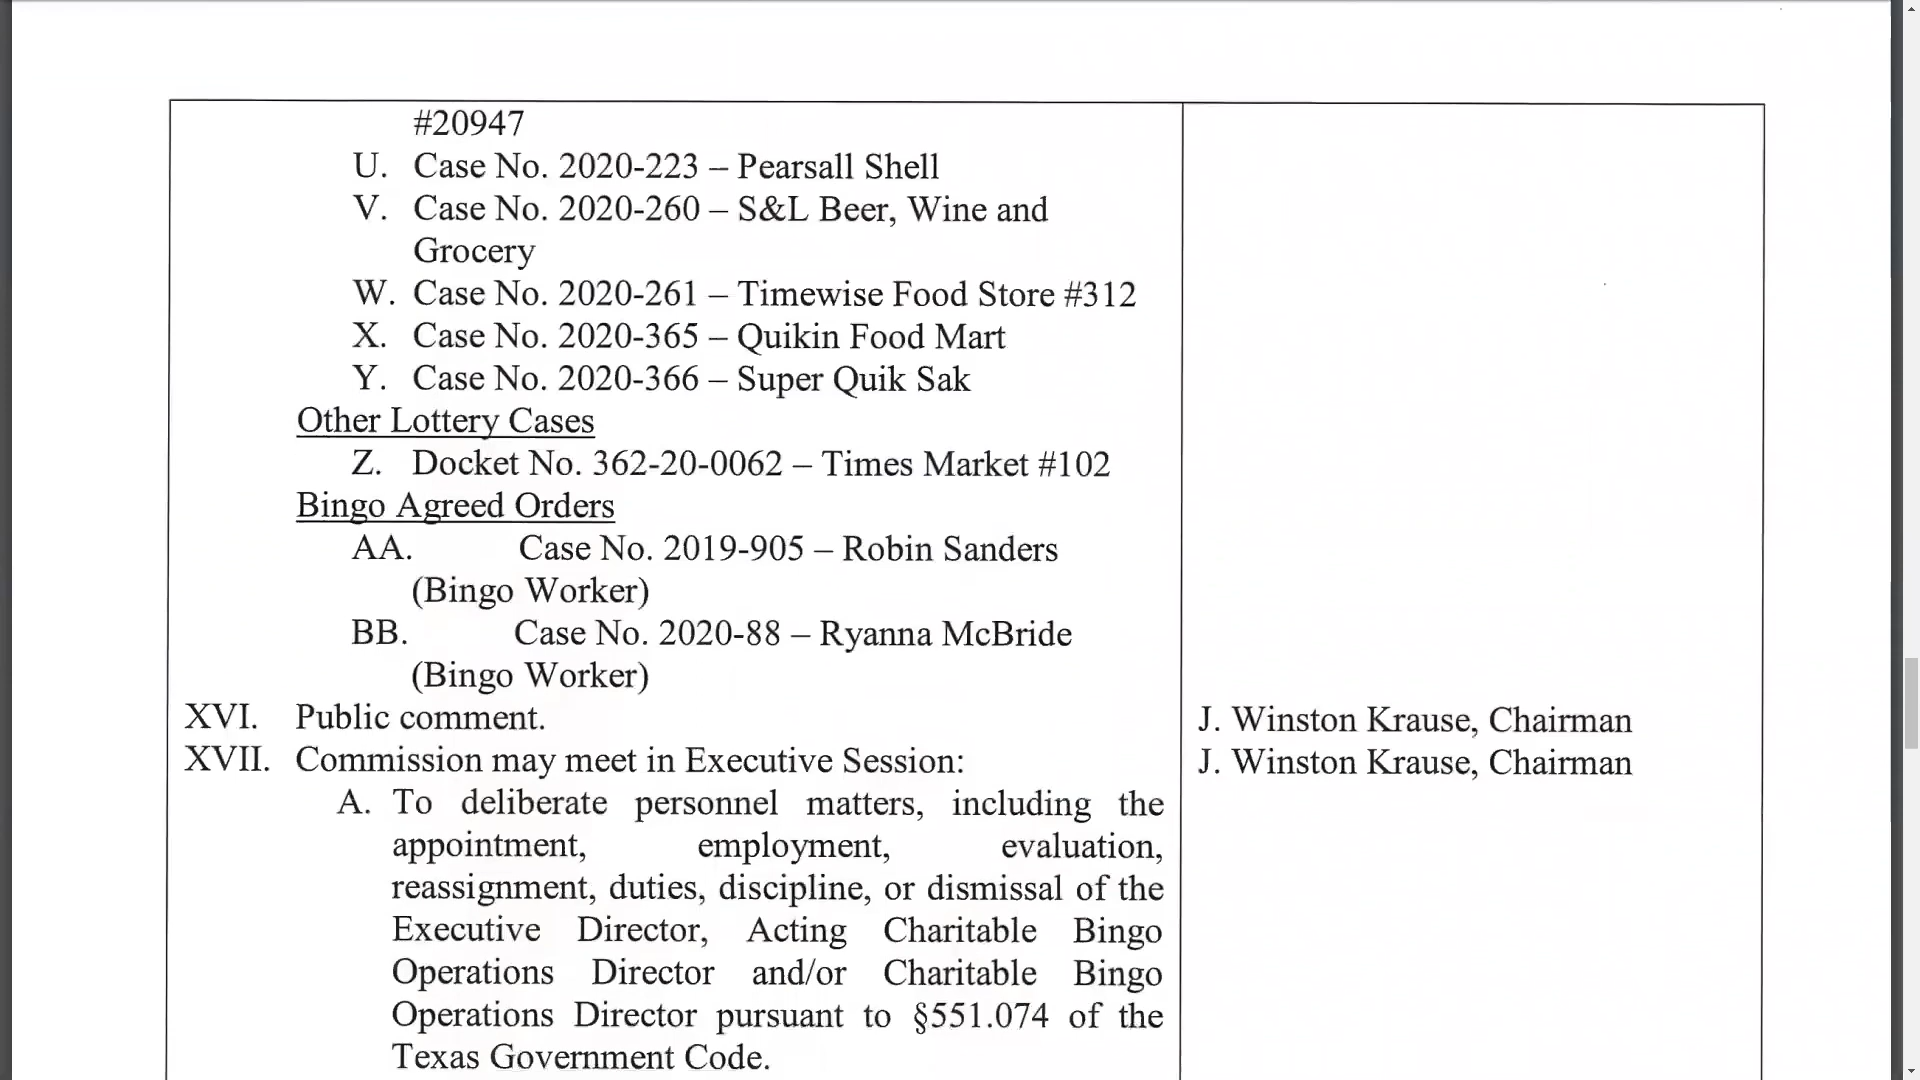 #20947
U. Case No. 2020-223 – Pearsall Shell
V. Case No. 2020-260 – S&L Beer, Wine and
Grocery
W. Case No. 2020-261 – Timewise Food Store #312
X. Case No. 2020-365 – Quikin Food Mart
Y. Case No. 2020-366 – Super Quik Sak
Other Lottery Cases
Z. Docket No. 362-20-0062 – Times Market #102
Bingo Agreed Orders
AA. Case No. 2019-905 – Robin Sanders
(Bingo Worker)
BB. Case No. 2020-88 – Ryanna McBride
(Bingo Worker)
XVI. Public comment. J. Winston Krause, Chairman
XVII. Commission may meet in Executive Session: J. Winston Krause, Chairman
A. To deliberate personnel matters, including the
appointment, employment, evaluation,
reassignment, duties, discipline, or dismissal of the
Executive Director, Acting Charitable Bingo
Operations Director and/or Charitable Bingo
Operations Director pursuant to §551.074 of the
Texas Government Code.